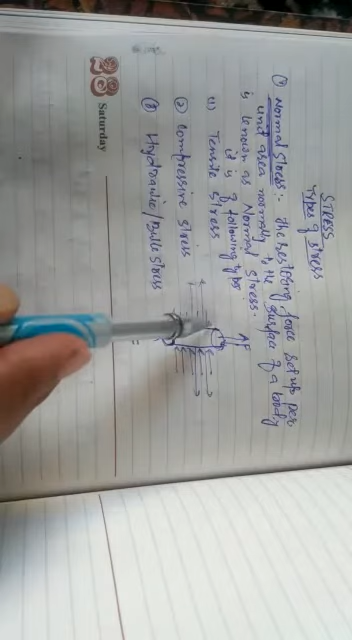 STRESS
Types of stress
① Normal Stress: the restoring force set up per
unit area normally to the surface of a body
is known as Normal Stress.
it is of following type
(1) Tensile Stress
② Compressive stress
③ Hydraulic/Bulk Stress
F
Saturday